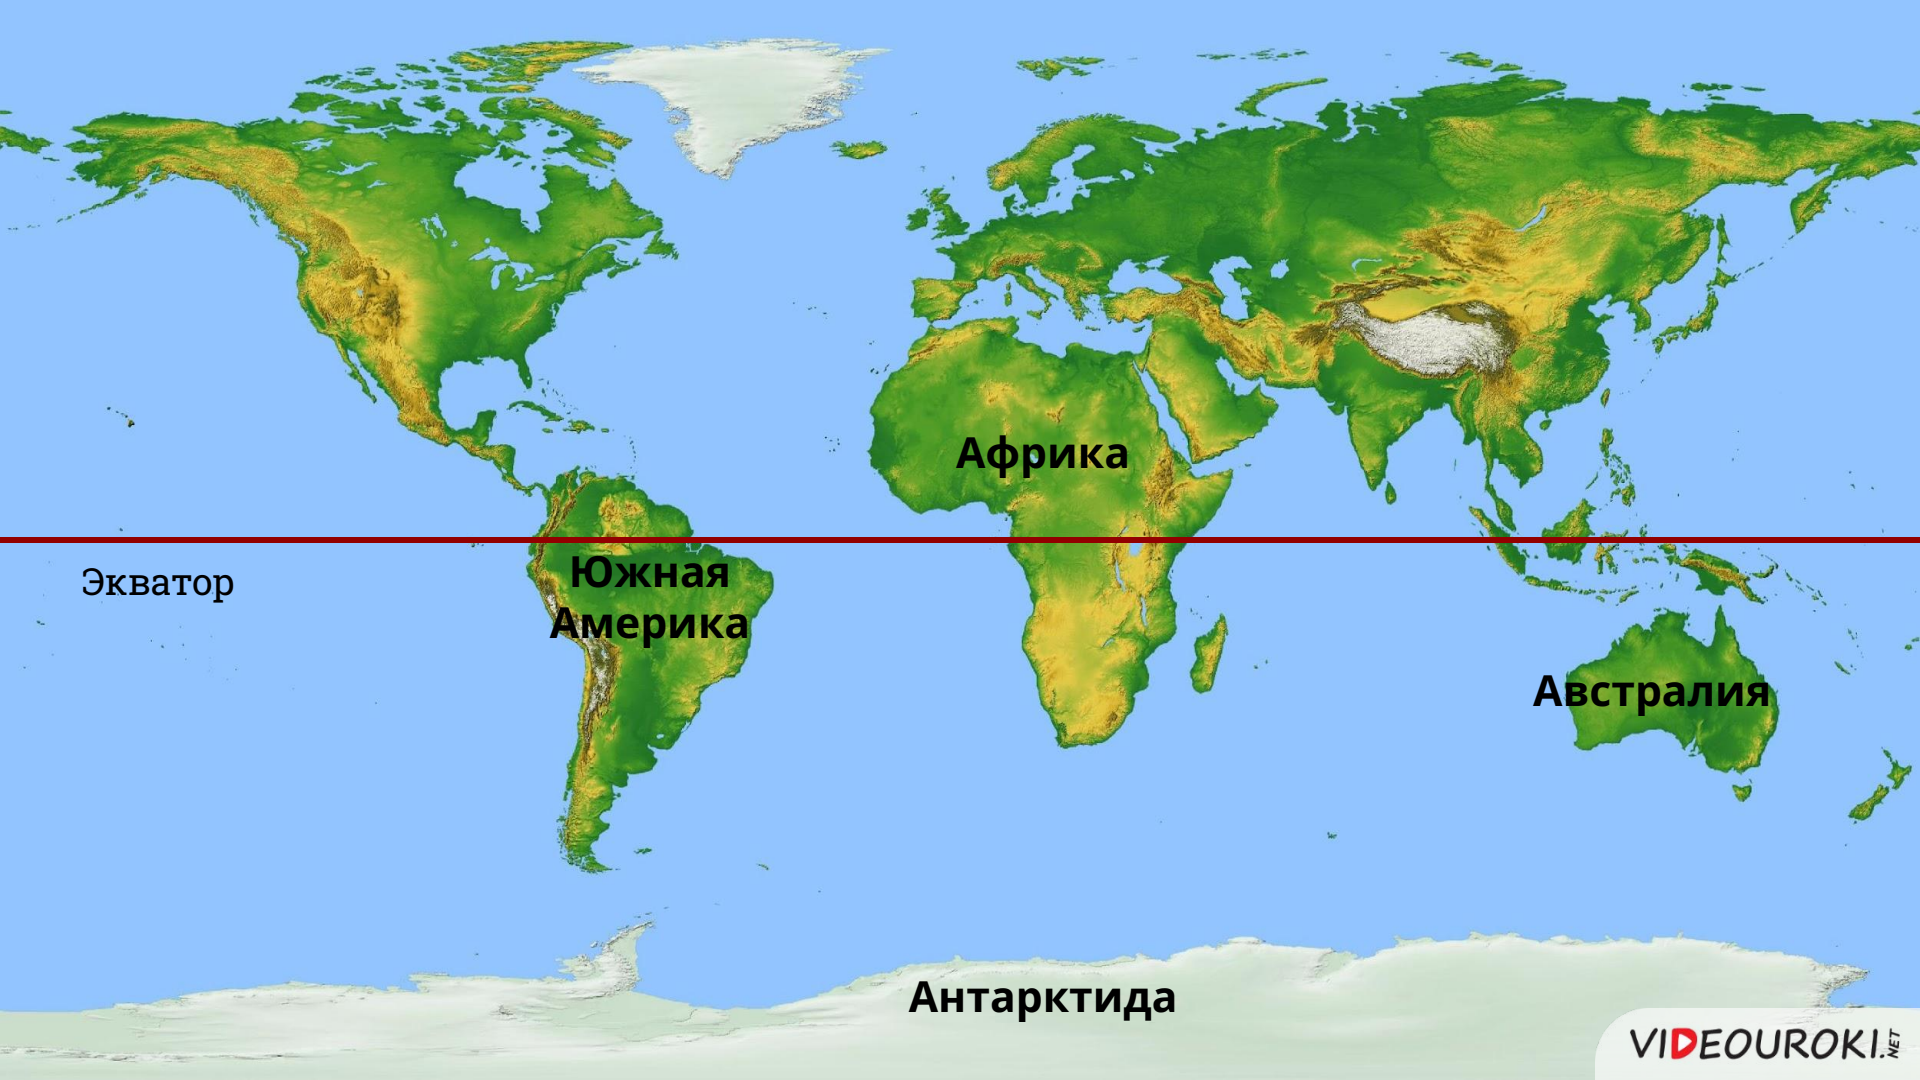 Африка
Экватор
Южная
Америка
Австралия
Антарктида
VIDEOUROKI.NET